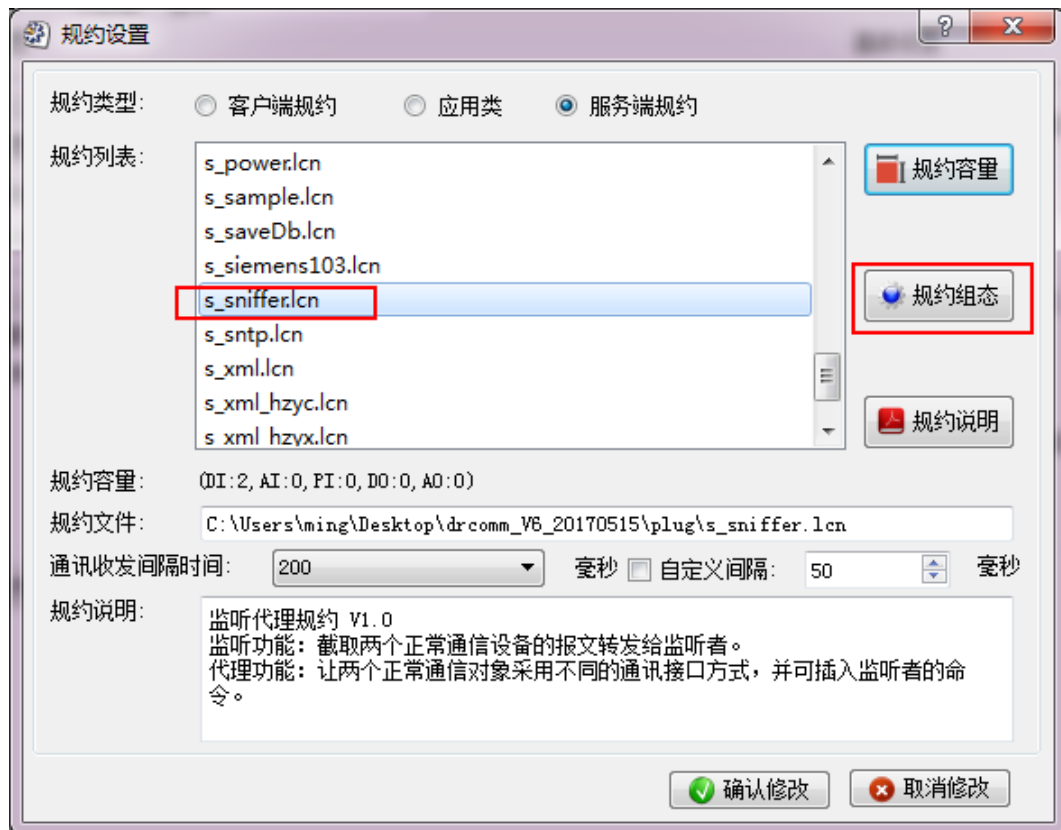 规约设置
规约类型: 客户端规约 应用类 服务端规约
规约列表:
s_power.lcn
s_sample.lcn
s_saveDb.lcn
s_siemens103.lcn
s_sniffer.lcn
s_sntp.lcn
s_xml.lcn
s_xml_hzyc.lcn
s_xml_hzyx.lcn
规约容量
规约组态
规约说明
规约容量: (DI:2,AI:0,PI:0,DO:0,AO:0)
规约文件: C:\Users\ming\Desktop\drcomm_V6_20170515\plug\s_sniffer.lcn
通讯收发间隔时间: 200 毫秒 自定义间隔: 50 毫秒
规约说明:
监听代理规约 V1.0
监听功能：截取两个正常通信设备的报文转发给监听者。
代理功能：让两个正常通信对象采用不同的通讯接口方式，并可插入监听者的命
令。
确认修改 取消修改